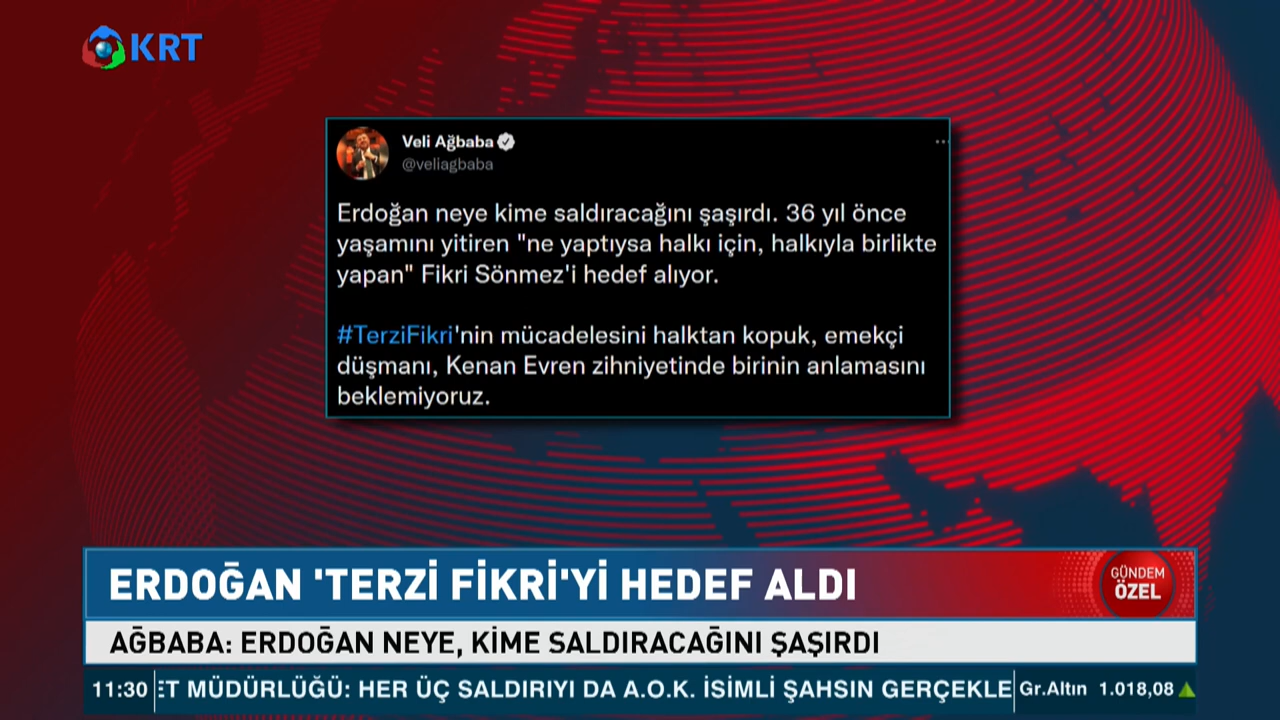 KRT
Veli Ağbaba
@veliagbaba
Erdoğan neye kime saldıracağını şaşırdı. 36 yıl önce
yaşamını yitiren "ne yaptıysa halkı için, halkıyla birlikte
yapan" Fikri Sönmez'i hedef alıyor.
#TerziFikri'nin mücadelesini halktan kopuk, emekçi
düşmanı, Kenan Evren zihniyetinde birinin anlamasını
beklemiyoruz.
ERDOĞAN 'TERZİ FİKRİ'Yİ HEDEF ALDI
GÜNDEM
ÖZEL
AĞBABA: ERDOĞAN NEYE, KİME SALDIRACAĞINI ŞAŞIRDI
11:30 ET MÜDÜRLÜĞÜ: HER ÜÇ SALDIRIYI DA A.O.K. İSİMLİ ŞAHSIN GERÇEKLE Gr.Altın 1.018,08